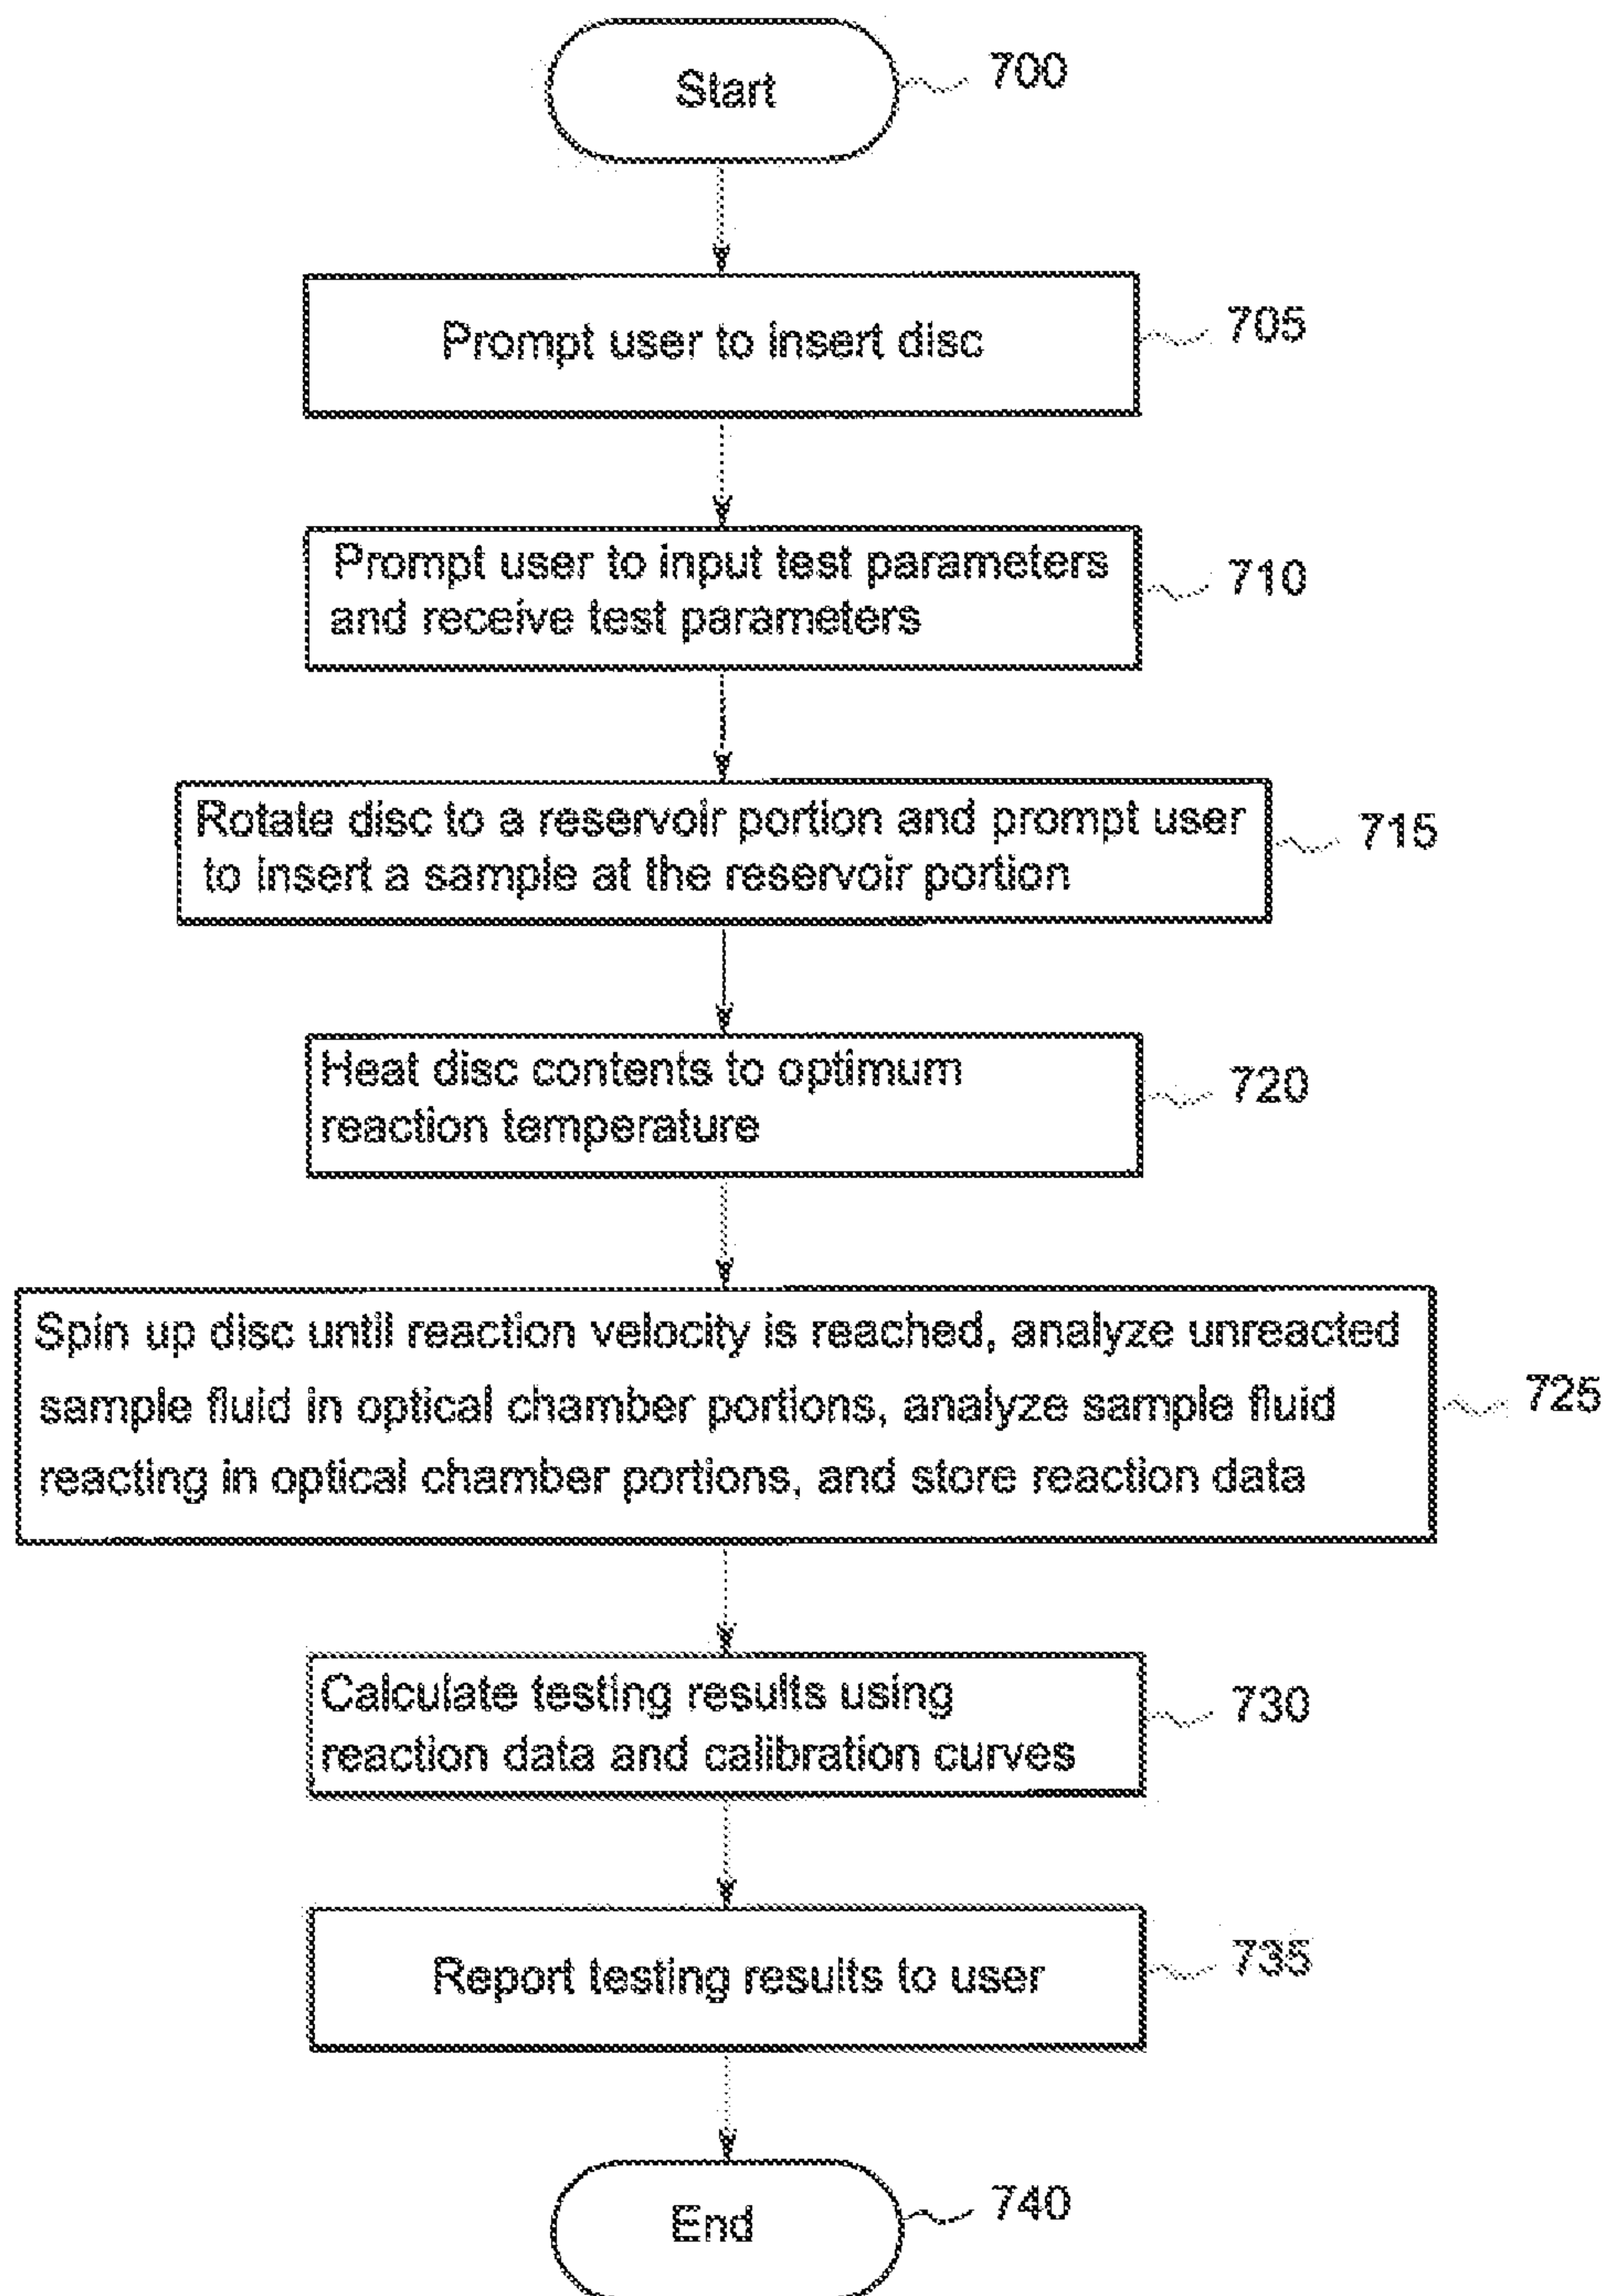 Start
700
Prompt user to insert disc
705
Prompt user to input test parameters
and receive test parameters
710
Rotate disc to a reservoir portion and prompt user
to insert a sample at the reservoir portion
715
Heat disc contents to optimum
reaction temperature
720
Spin up disc until reaction velocity is reached, analyze unreacted
sample fluid in optical chamber portions, analyze sample fluid
reacting in optical chamber portions, and store reaction data
725
Calculate testing results using
reaction data and calibration curves
730
Report testing results to user
735
End
740